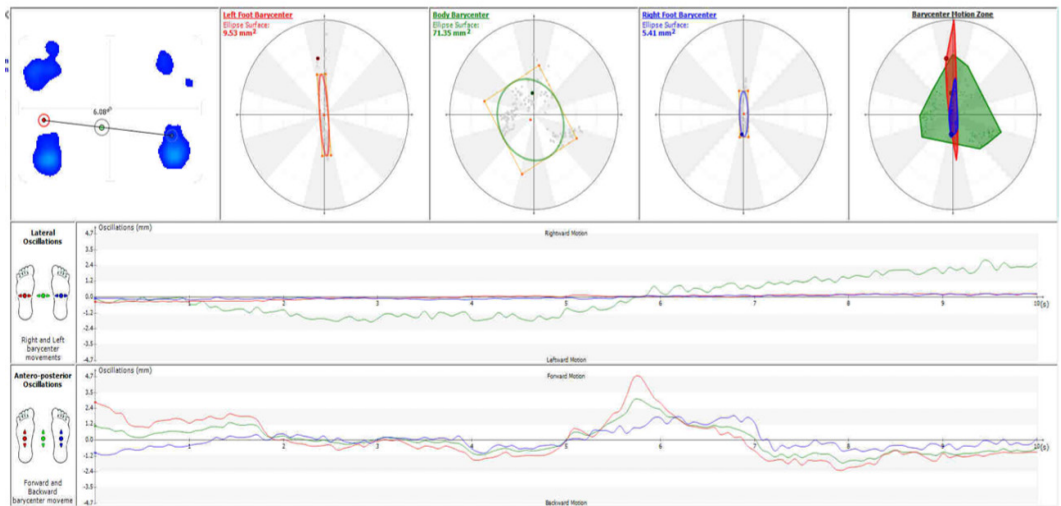 6.084°
Left Foot Barycenter
Ellipse Surface:
9.53 mm²
Body Barycenter
Ellipse Surface:
71.35 mm²
Right Foot Barycenter
Ellipse Surface:
5.41 mm²
Barycenter Motion Zone
Lateral
Oscillations
Right and Left
barycenter
movements
Oscillations (mm)
Rightward Motion
4.7
3.5
2.4
1.2
0.0
-1.2
-2.4
-3.5
-4.7
1
2
3
4
5
6
7
8
9
10(s)
Leftward Motion
Antero-posterior
Oscillations
Forward and
Backward
barycenter moveme
Oscillations (mm)
Forward Motion
4.7
3.5
2.4
1.2
0.0
-1.2
-2.4
-3.5
-4.7
1
2
3
4
5
6
7
8
9
10(s)
Backward Motion